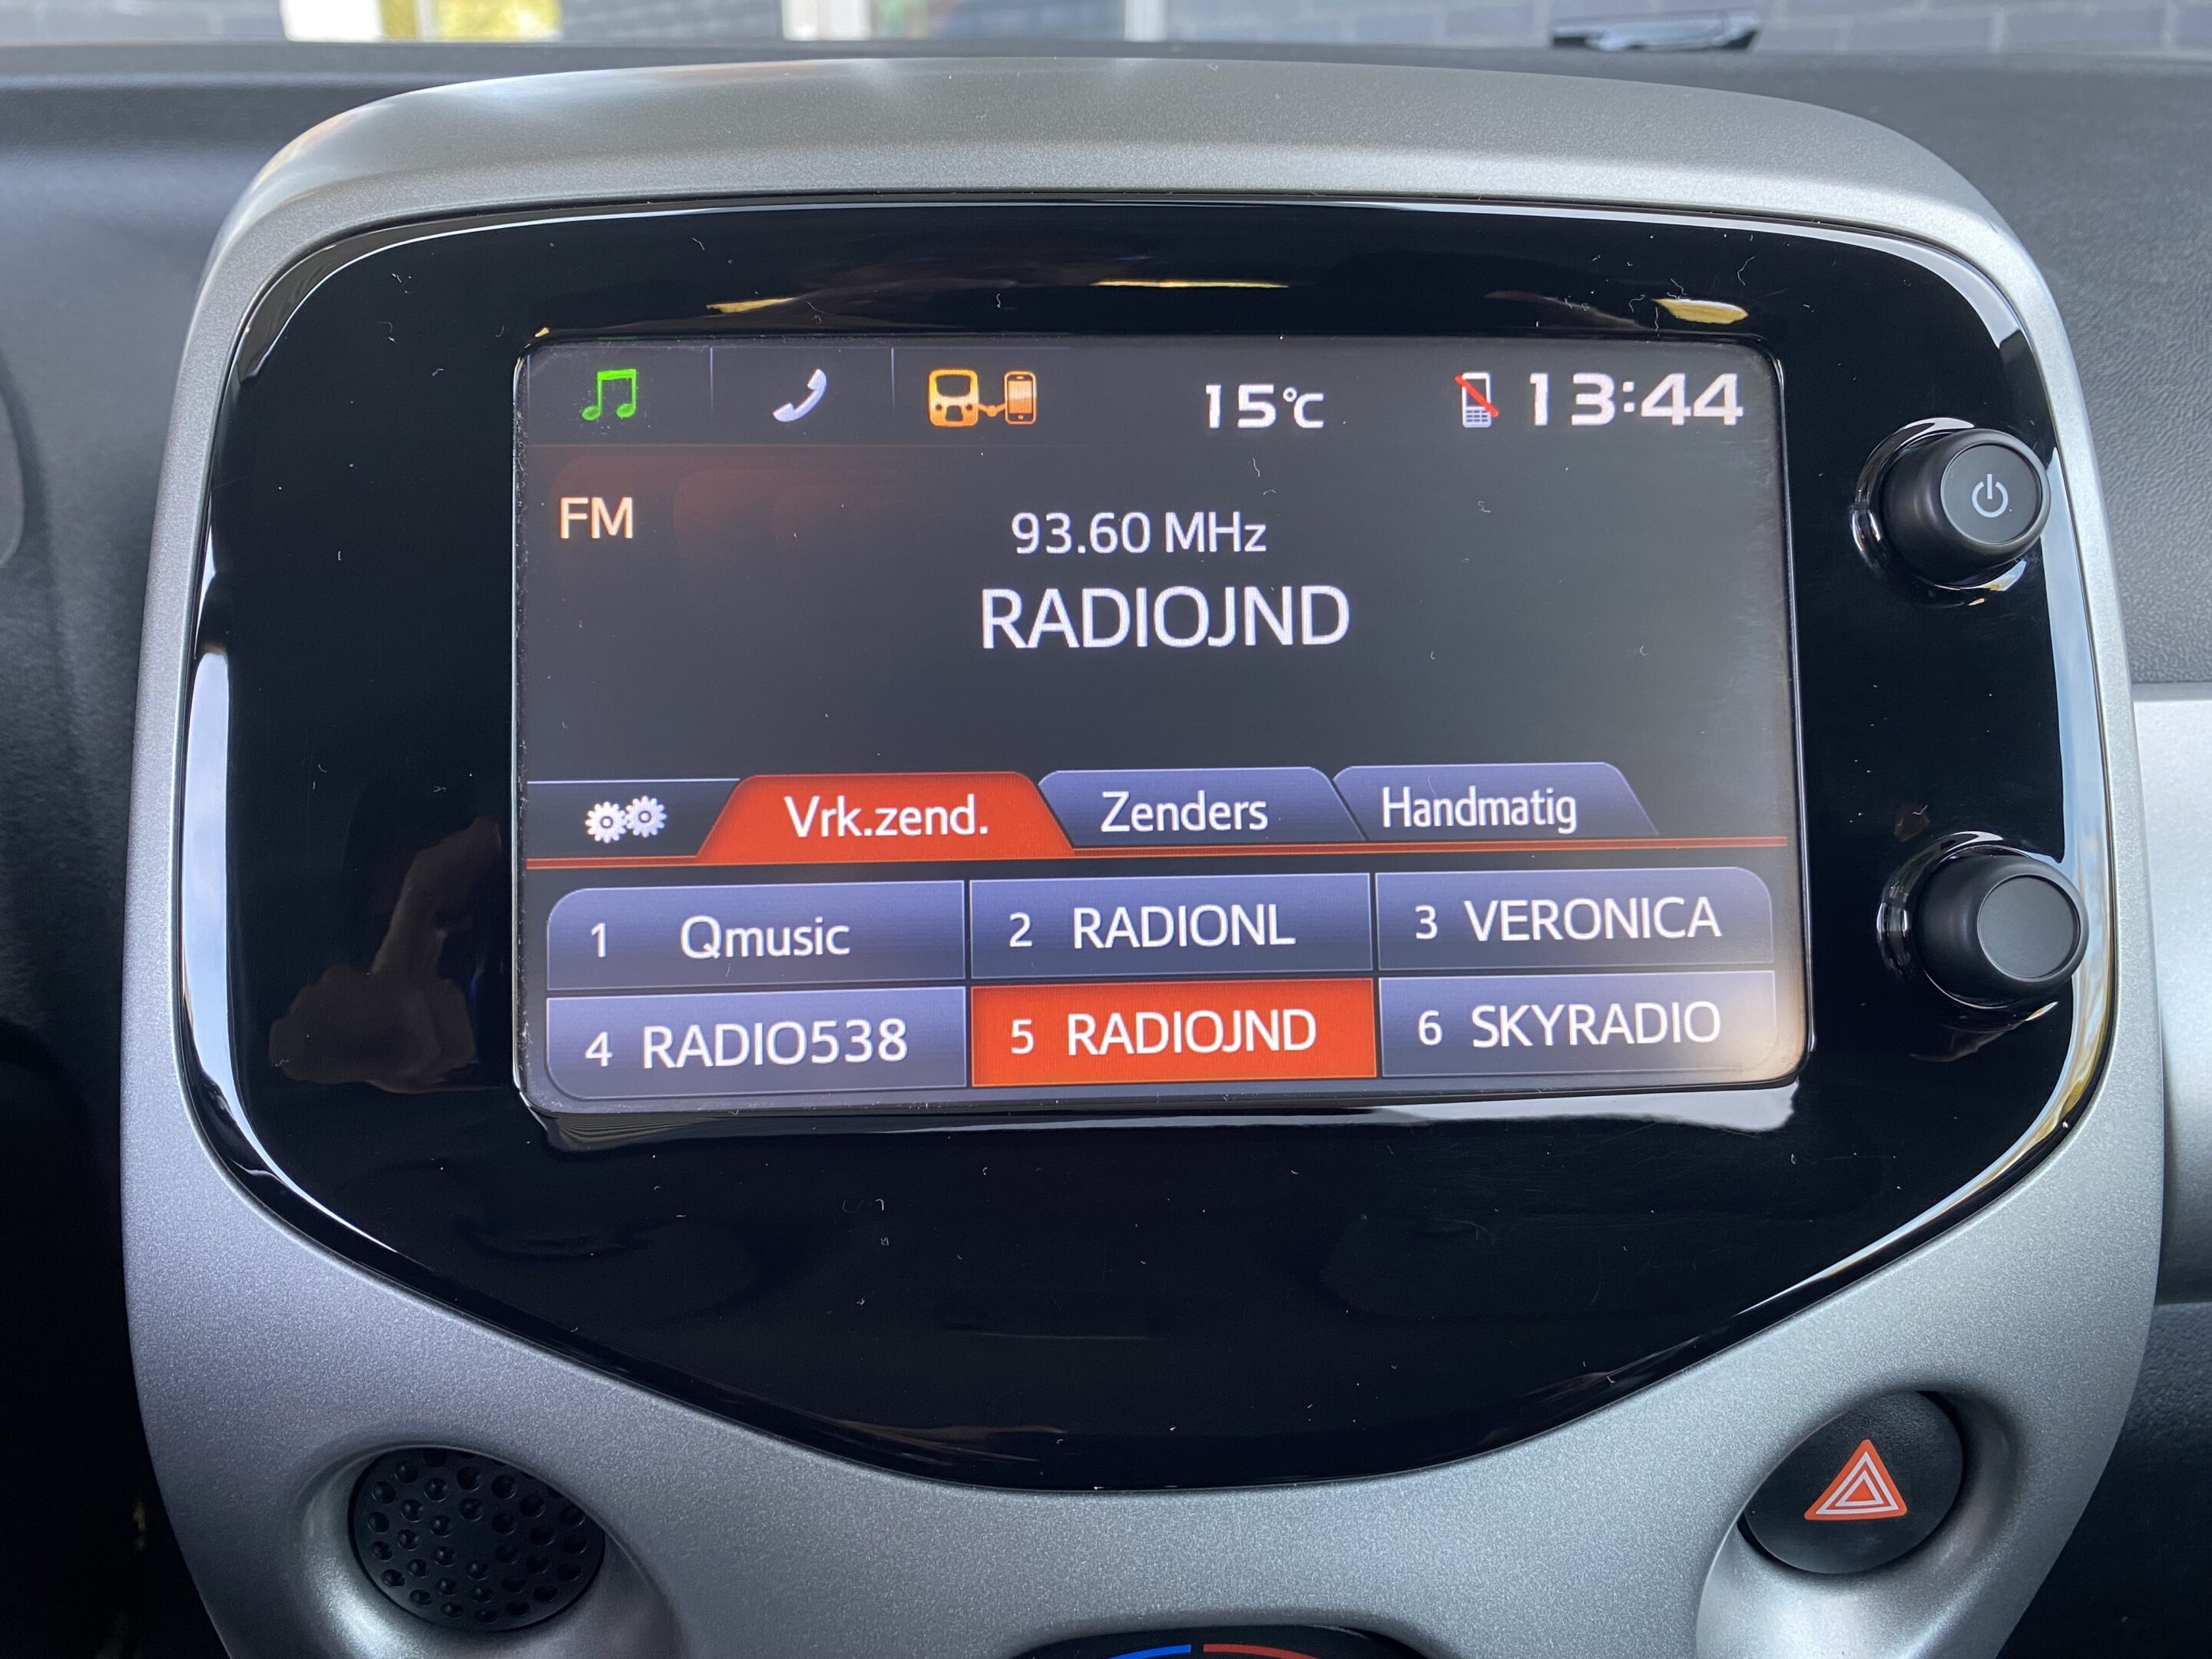 15°C
13:44
FM
93.60 MHz
RADIOJND
Vrk.zend.
Zenders
Handmatig
1 Qmusic
2 RADIONL
3 VERONICA
4 RADIO538
5 RADIOJND
6 SKYRADIO